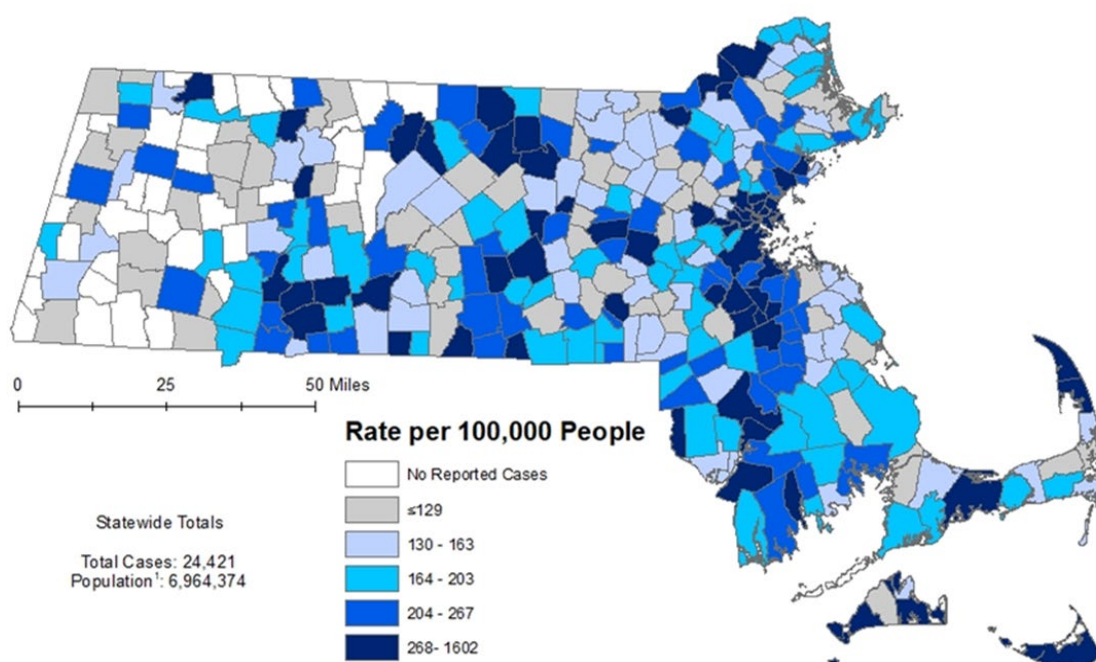 0 25 50 Miles
Rate per 100,000 People
No Reported Cases
≤129
130 - 163
164 - 203
204 - 267
268- 1602
Statewide Totals
Total Cases: 24,421
Population¹: 6,964,374